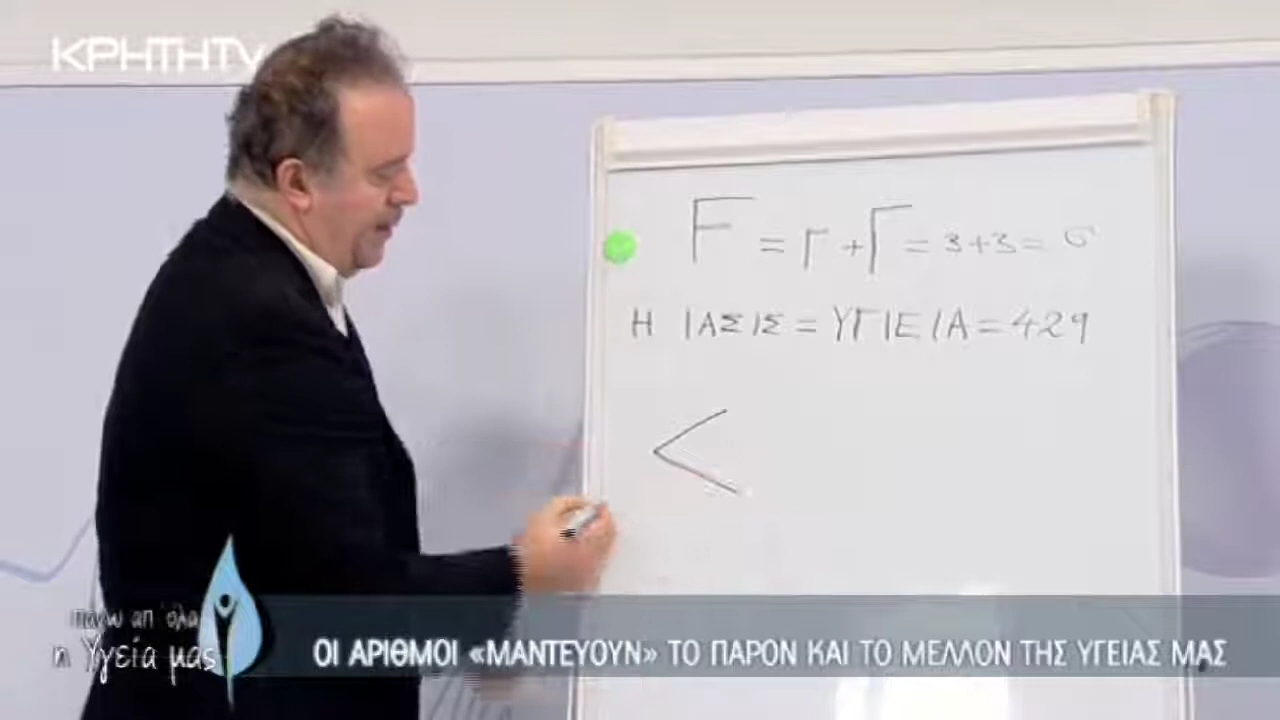 ΚΡΗΤΗTV
F = Γ + Γ = 3+3 = σ
Η ΙΑΣΙΣ = ΥΓΙΕΙΑ = 429
<
πάνω απ' όλα
η Υγεία μας
ΟΙ ΑΡΙΘΜΟΙ «ΜΑΝΤΕΥΟΥΝ» ΤΟ ΠΑΡΟΝ ΚΑΙ ΤΟ ΜΕΛΛΟΝ ΤΗΣ ΥΓΕΙΑΣ ΜΑΣ